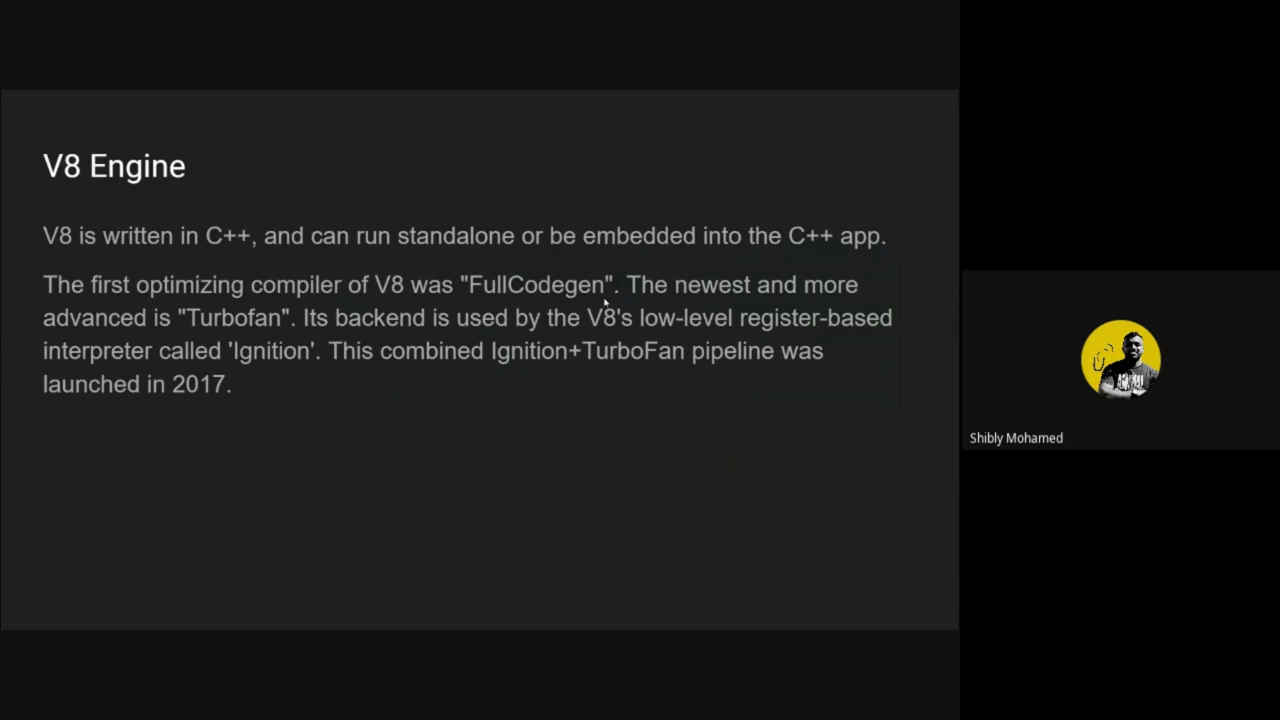 V8 Engine
V8 is written in C++, and can run standalone or be embedded into the C++ app.
The first optimizing compiler of V8 was "FullCodegen". The newest and more
advanced is "Turbofan". Its backend is used by the V8's low-level register-based
interpreter called 'Ignition'. This combined Ignition+TurboFan pipeline was
launched in 2017.
Shibly Mohamed